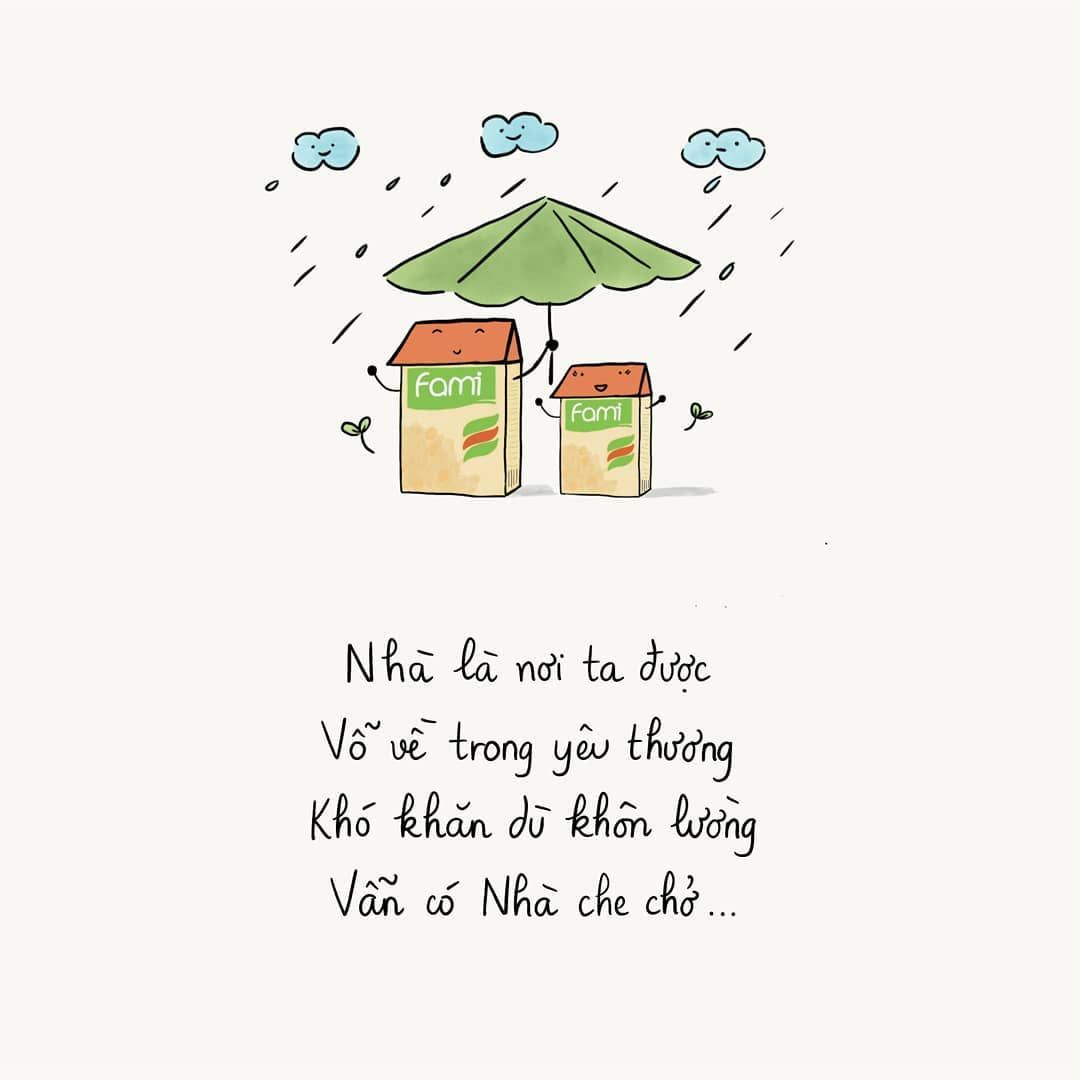 Fami
Fami
Nhà là nơi ta được
Vỗ về trong yêu thương
Khó khăn dù khôn lường
Vẫn có Nhà che chở...